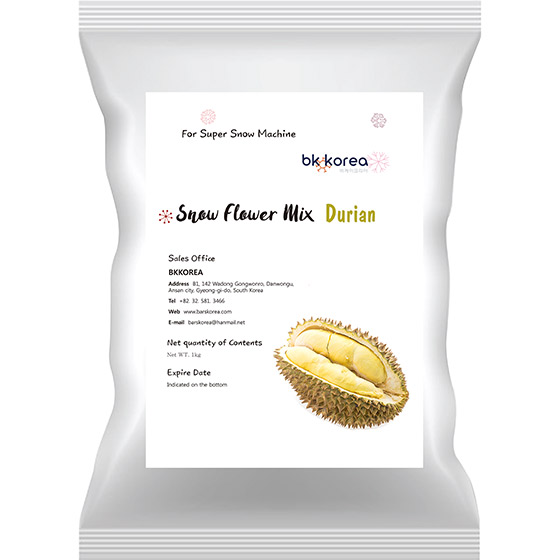 For Super Snow Machine
bk korea
Snow Flower Mix Durian
Sales Office
BKKOREA
Address B1, 142 Wadong Gongwonro, Danwongu,
Ansan city, Gyeong-gi-do, South Korea
Tel +82. 32. 581. 3466
Web www.barskorea.com
E-mail barskorea@hanmail.net
Net quantity of Contents
Net WT. 1kg
Expire Date
Indicated on the bottom